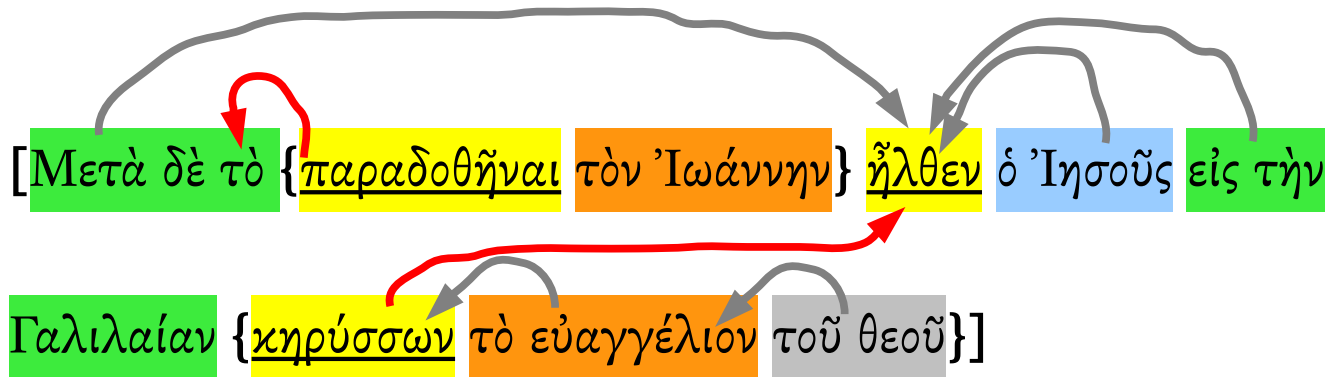 [Μετὰ δὲ τὸ {παραδοθῆναι τὸν Ἰωάννην} ἦλθεν ὁ Ἰησοῦς εἰς τὴν
Γαλιλαίαν {κηρύσσων τὸ εὐαγγέλιον τοῦ θεοῦ}]